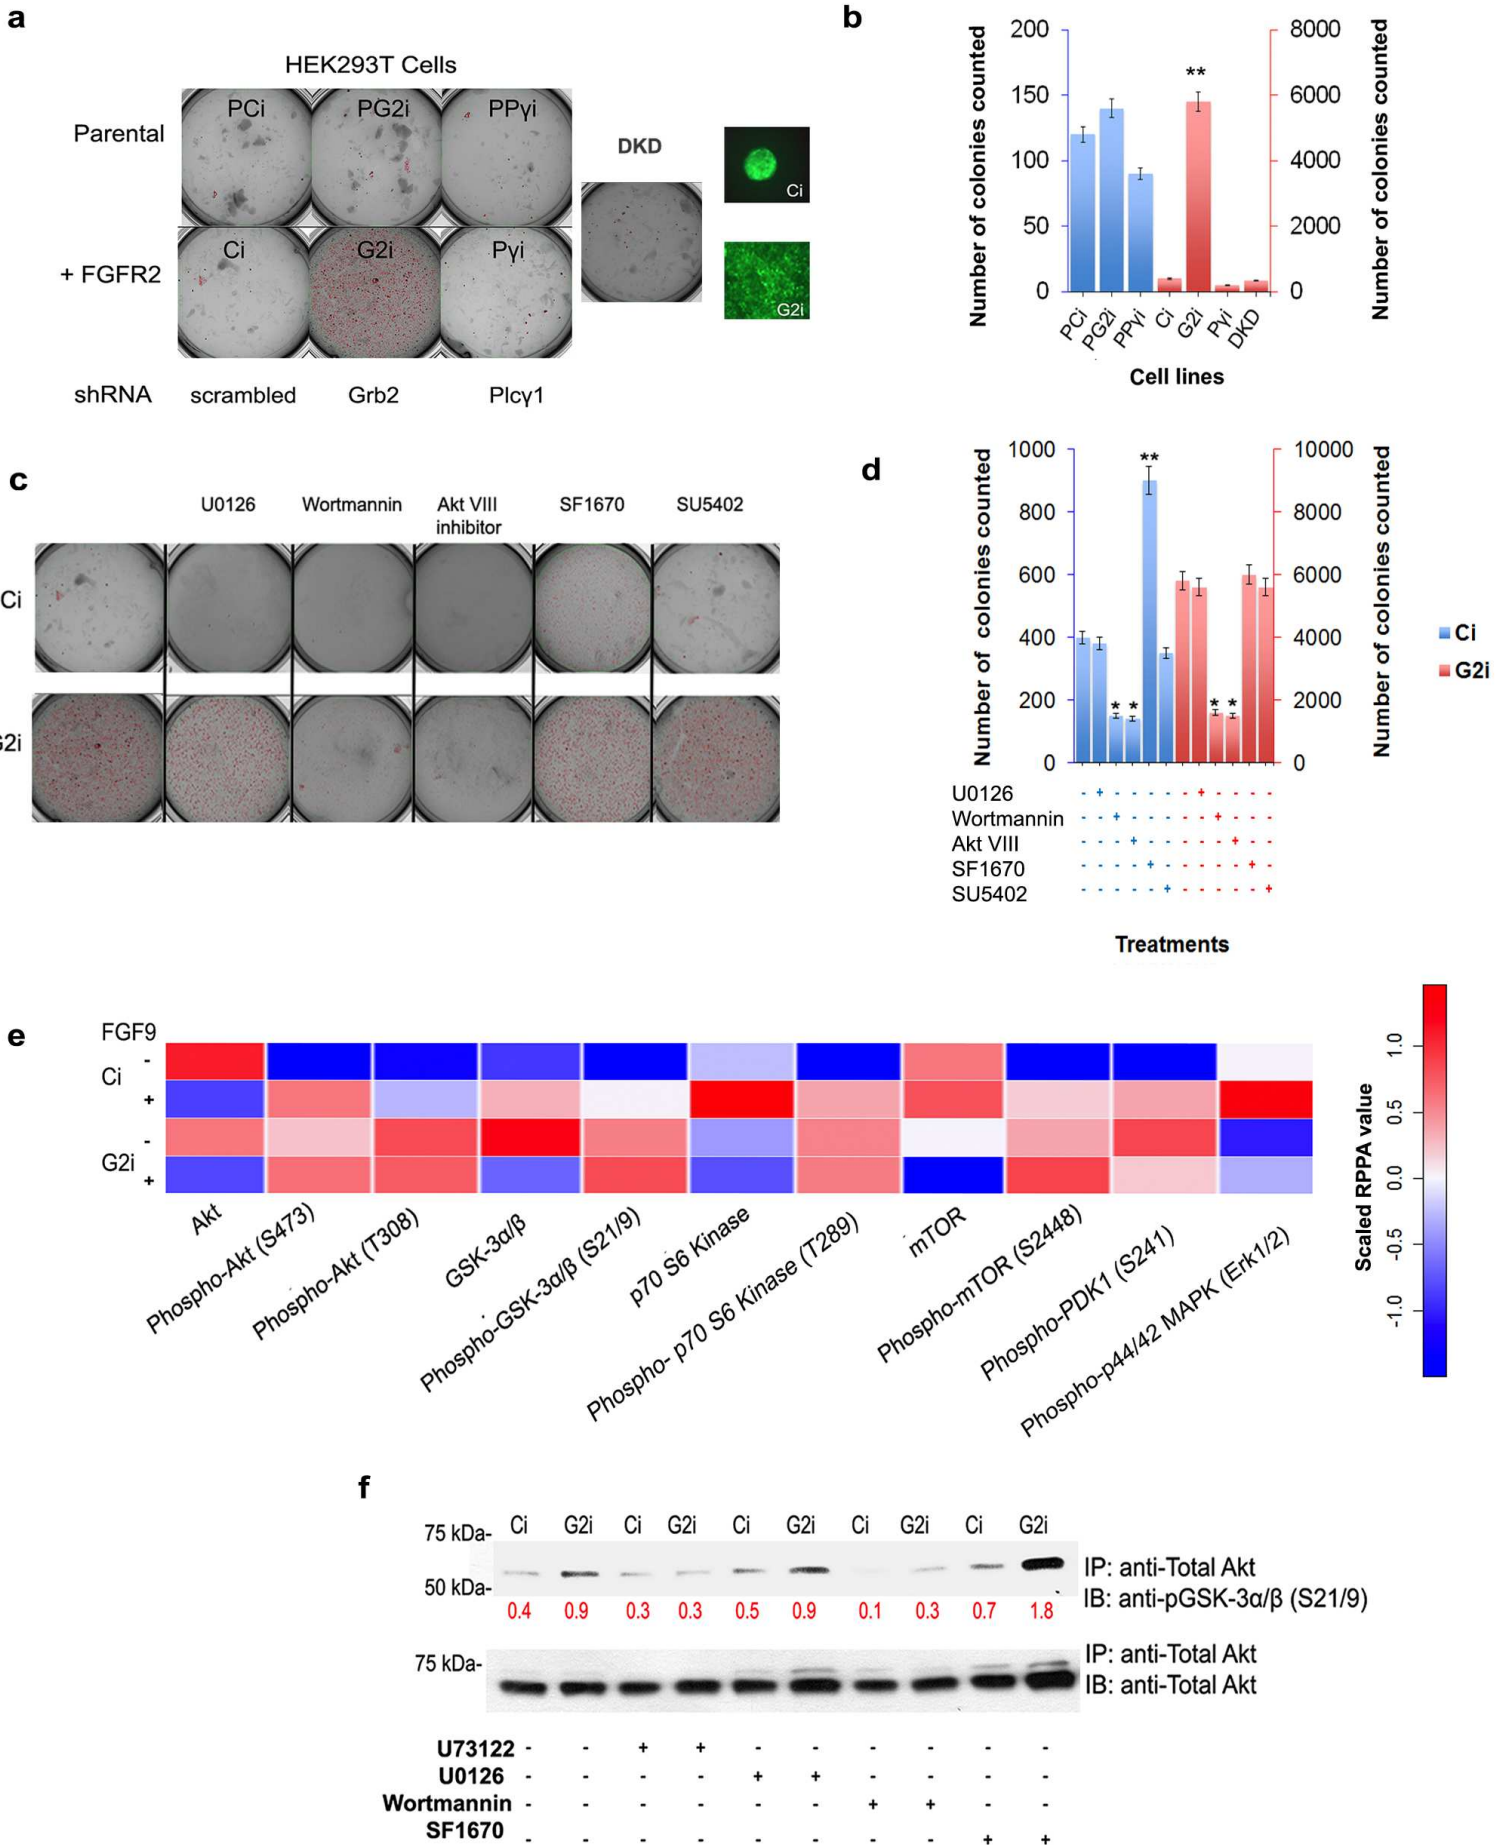 a
HEK293T Cells
Parental
PCi
PG2i
PPγi
DKD
Ci
+ FGFR2
Ci
G2i
Pγi
G2i
shRNA
scrambled
Grb2
Plcγ1
b
Number of colonies counted
200
150
100
50
0
**
8000
6000
4000
2000
0
Number of colonies counted
PCi
PG2i
PPγi
Ci
G2i
Pγi
DKD
Cell lines
c
U0126
Wortmannin
Akt VIII
inhibitor
SF1670
SU5402
Ci
G2i
d
Number of colonies counted
1000
800
600
400
200
0
* * ** * *
10000
8000
6000
4000
2000
0
Number of colonies counted
Ci
G2i
U0126 - + - - - - - + - - - -
Wortmannin - - + - - - - - + - - -
Akt VIII - - - + - - - - - + - -
SF1670 - - - - + - - - - - + -
SU5402 - - - - - + - - - - - +
Treatments
e
FGF9
Ci
-
+
G2i
-
+
Akt
Phospho-Akt (S473)
Phospho-Akt (T308)
GSK-3α/β
Phospho-GSK-3α/β (S21/9)
p70 S6 Kinase
Phospho- p70 S6 Kinase (T289)
mTOR
Phospho-mTOR (S2448)
Phospho-PDK1 (S241)
Phospho-p44/42 MAPK (Erk1/2)
Scaled RPPA value
1.0
0.5
0.0
-0.5
-1.0
f
Ci G2i Ci G2i Ci G2i Ci G2i Ci G2i
75 kDa-
50 kDa-
IP: anti-Total Akt
IB: anti-pGSK-3α/β (S21/9)
0.4 0.9 0.3 0.3 0.5 0.9 0.1 0.3 0.7 1.8
75 kDa-
IP: anti-Total Akt
IB: anti-Total Akt
U73122 - - + + - - - - - -
U0126 - - - - + + - - - -
Wortmannin - - - - - - + + - -
SF1670 - - - - - - - - + +